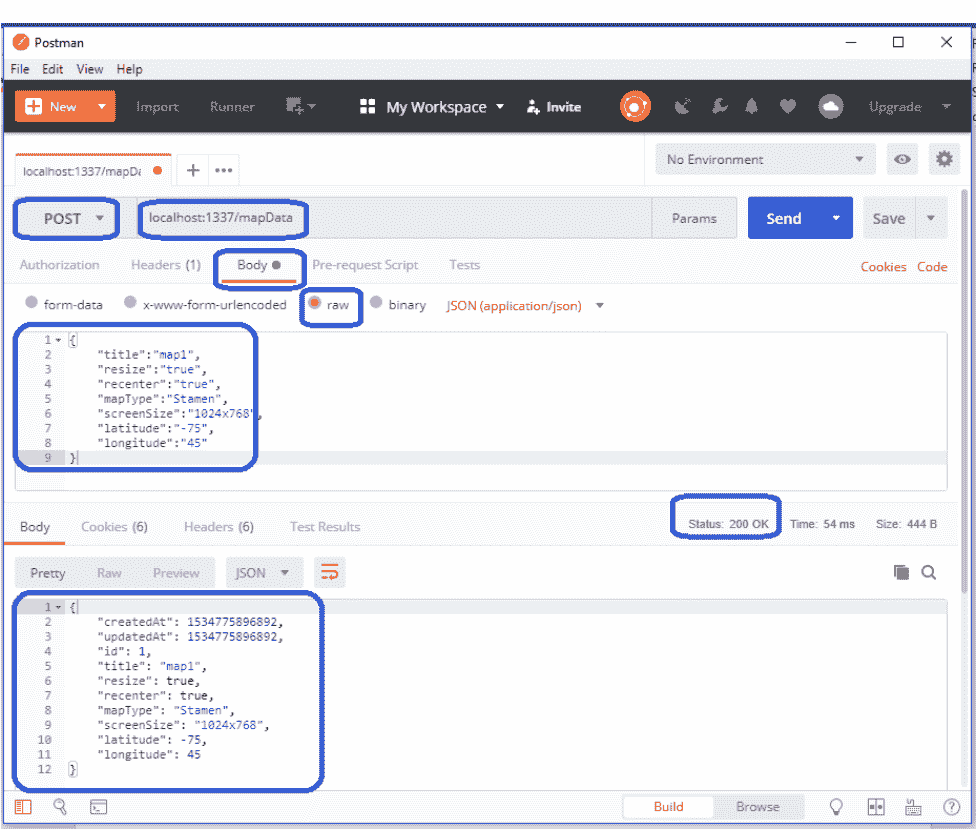 Postman
File Edit View Help
New Import Runner My Workspace Invite Upgrade
localhost:1337/mapDa
No Environment
POST localhost:1337/mapData Params Send Save
Authorization Headers (1) Body Pre-request Script Tests Cookies Code
form-data x-www-form-urlencoded raw binary JSON (application/json)
1 {
2 "title":"map1",
3 "resize":"true",
4 "recenter":"true",
5 "mapType":"Stamen",
6 "screenSize":"1024x768",
7 "latitude":"-75",
8 "longitude":"45"
9 }
Body Cookies (6) Headers (6) Test Results Status: 200 OK Time: 54 ms Size: 444 B
Pretty Raw Preview JSON
1 {
2 "createdAt": 1534775896892,
3 "updatedAt": 1534775896892,
4 "id": 1,
5 "title": "map1",
6 "resize": true,
7 "recenter": true,
8 "mapType": "Stamen",
9 "screenSize": "1024x768",
10 "latitude": -75,
11 "longitude": 45
12 }
Build Browse